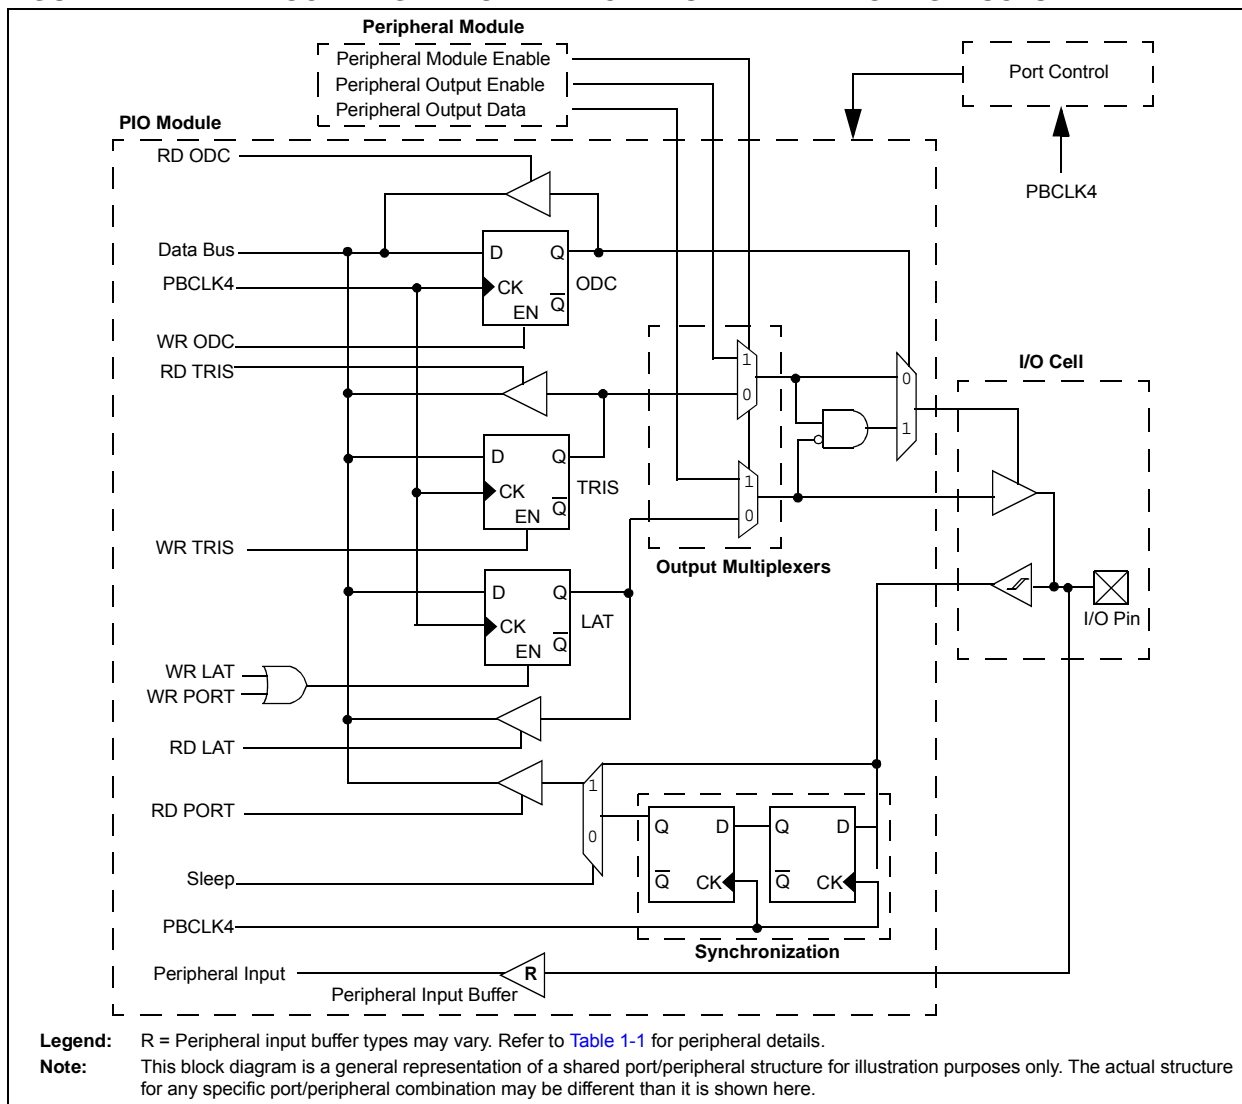 Peripheral Module
Peripheral Module Enable
Peripheral Output Enable
Peripheral Output Data
Port Control
PBCLK4
PIO Module
RD ODC
Data Bus
PBCLK4
WR ODC
D
Q
CK
EN
Q
ODC
RD TRIS
1
0
0
1
I/O Cell
D
Q
CK
EN
Q
TRIS
WR TRIS
1
0
Output Multiplexers
D
Q
CK
EN
Q
LAT
I/O Pin
WR LAT
WR PORT
RD LAT
RD PORT
1
0
Q
D
Q
CK
Q
D
Q
CK
Sleep
PBCLK4
Synchronization
Peripheral Input
R
Peripheral Input Buffer
Legend: R = Peripheral input buffer types may vary. Refer to Table 1-1 for peripheral details.
Note: This block diagram is a general representation of a shared port/peripheral structure for illustration purposes only. The actual structure
for any specific port/peripheral combination may be different than it is shown here.